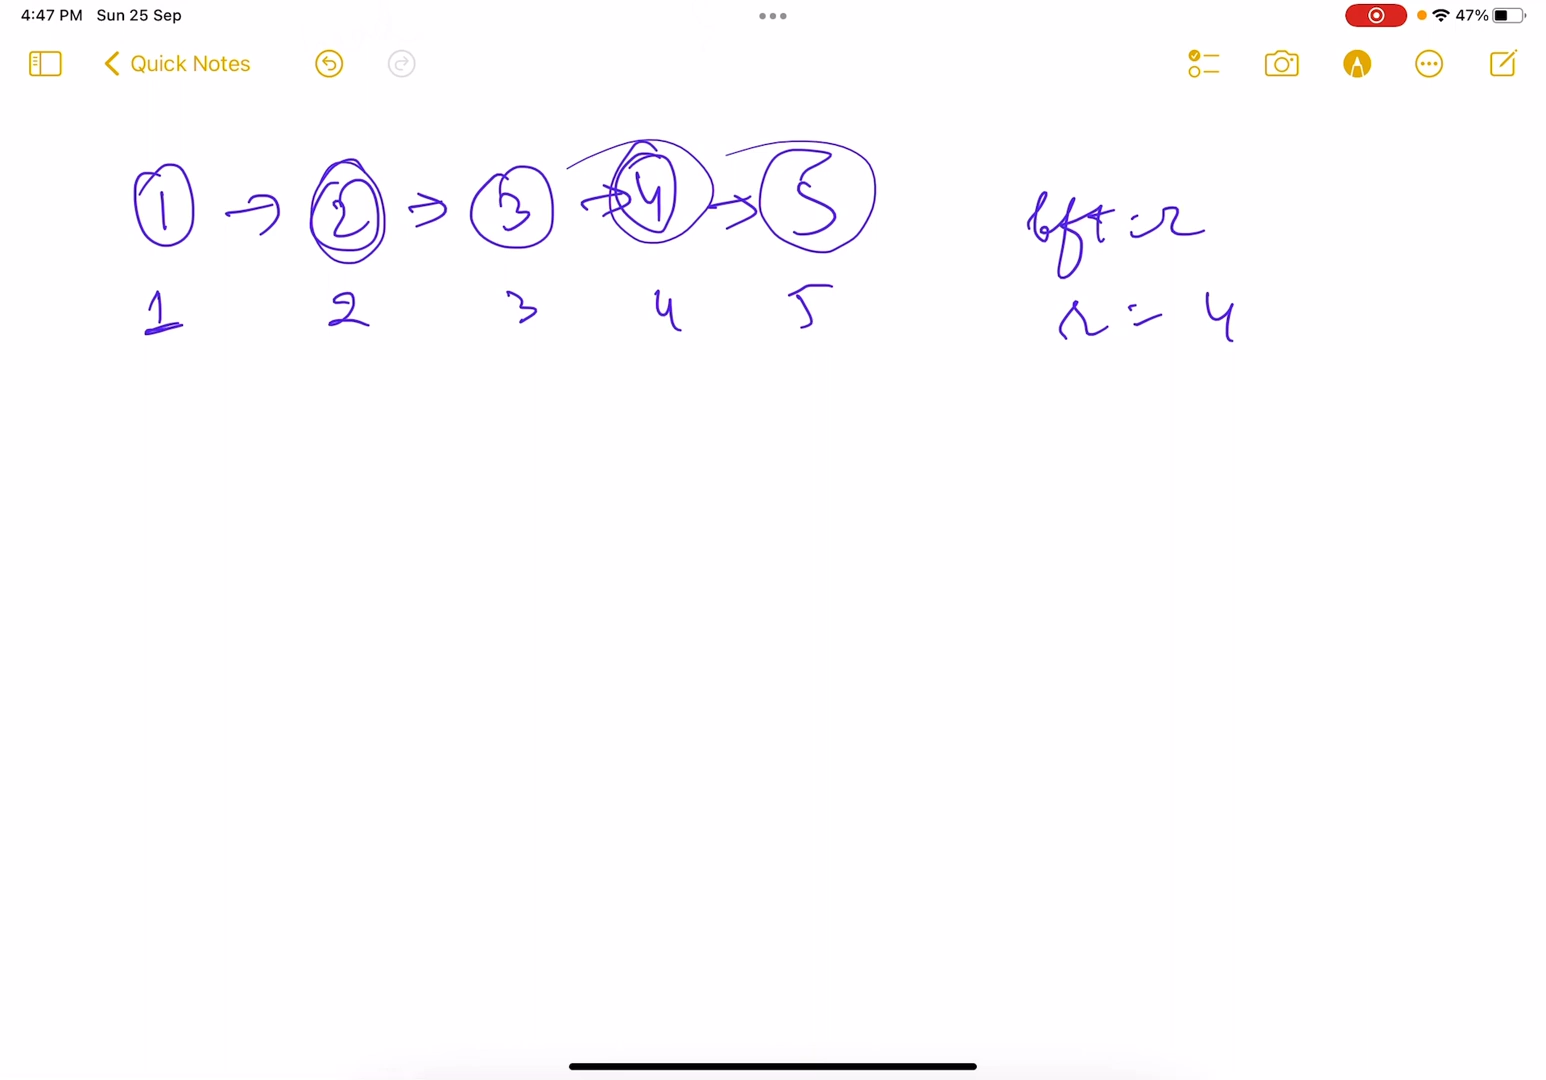 4:47 PM Sun 25 Sep
47%
Quick Notes
1 → 2 → 3 → 4 → 5
left = 2
1 2 3 4 5
r = 4